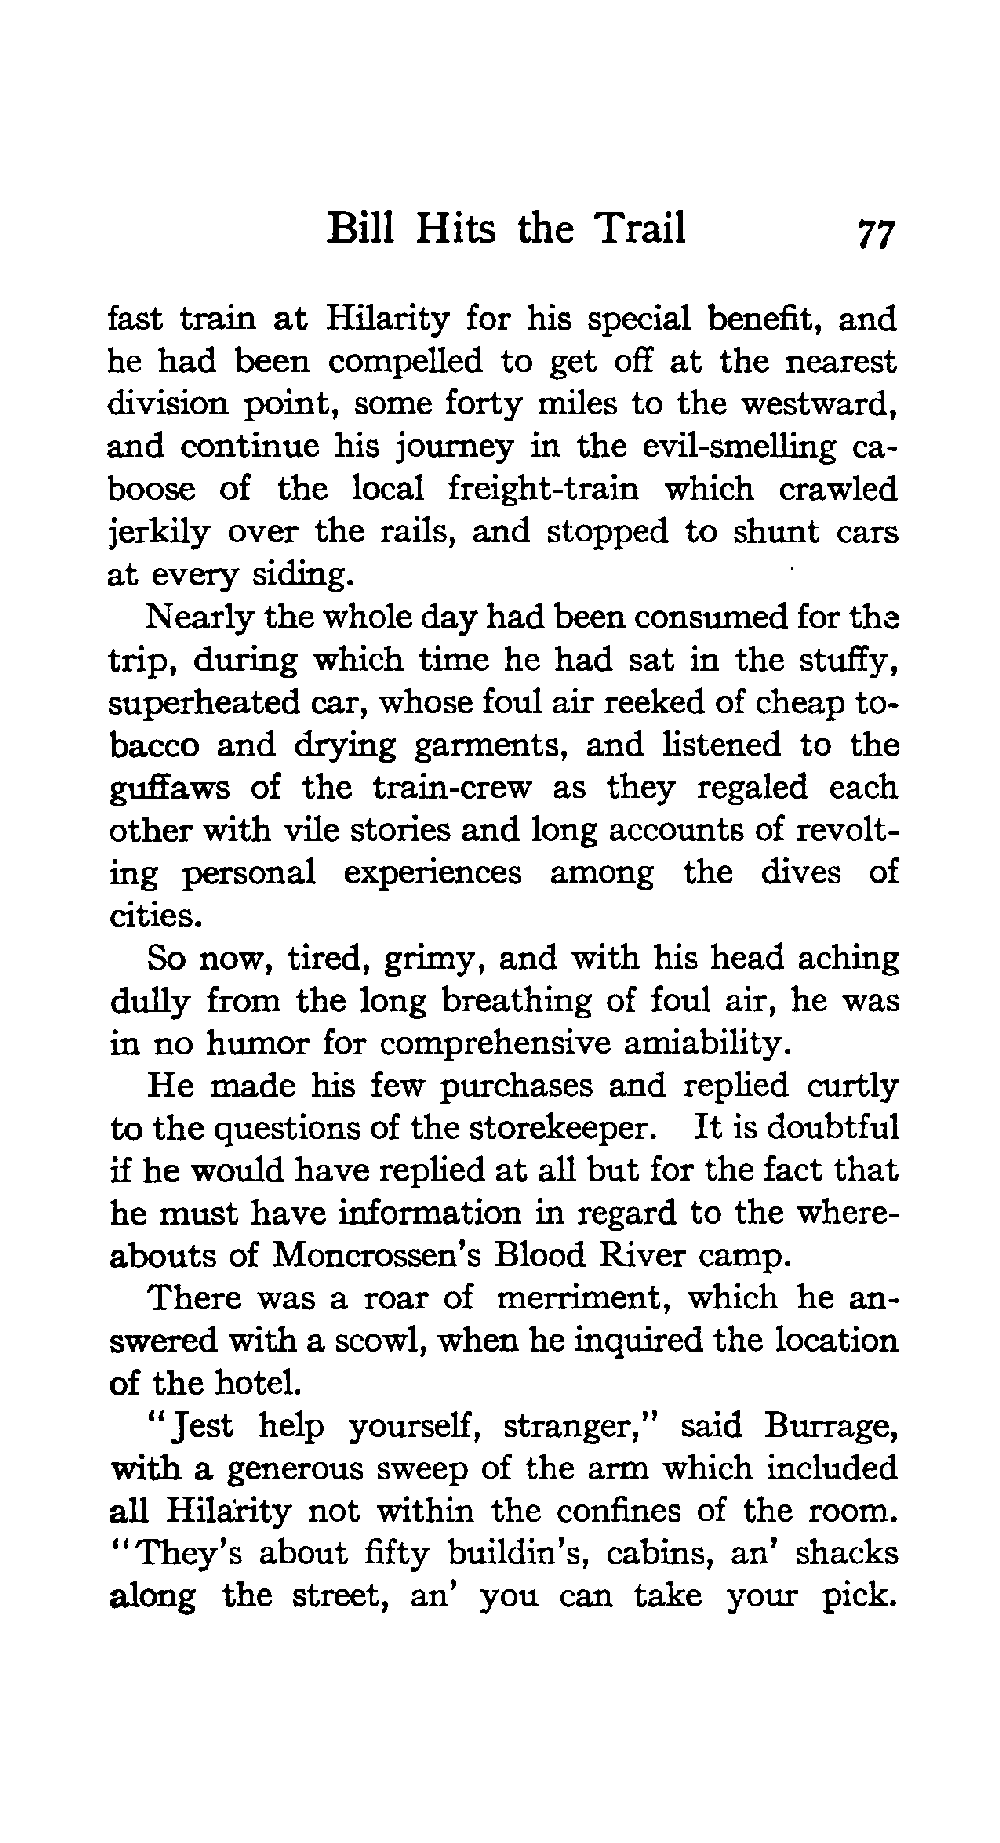 Bill Hits the Trail 77
fast train at Hilarity for his special benefit, and
he had been compelled to get off at the nearest
division point, some forty miles to the westward,
and continue his journey in the evil-smelling ca-
boose of the local freight-train which crawled
jerkily over the rails, and stopped to shunt cars
at every siding.
Nearly the whole day had been consumed for the
trip, during which time he had sat in the stuffy,
superheated car, whose foul air reeked of cheap to-
bacco and drying garments, and listened to the
guffaws of the train-crew as they regaled each
other with vile stories and long accounts of revolt-
ing personal experiences among the dives of
cities.
So now, tired, grimy, and with his head aching
dully from the long breathing of foul air, he was
in no humor for comprehensive amiability.
He made his few purchases and replied curtly
to the questions of the storekeeper. It is doubtful
if he would have replied at all but for the fact that
he must have information in regard to the where-
abouts of Moncrossen's Blood River camp.
There was a roar of merriment, which he an-
swered with a scowl, when he inquired the location
of the hotel.
"Jest help yourself, stranger," said Burrage,
with a generous sweep of the arm which included
all Hilarity not within the confines of the room.
"They's about fifty buildin's, cabins, an' shacks
along the street, an' you can take your pick.